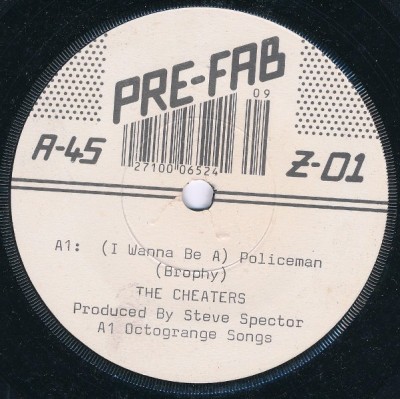 PRE-FAB
09
A-45
27100 06524
Z-01
A1: (I Wanna Be A) Policeman
(Brophy)
THE CHEATERS
Produced By Steve Spector
A1 Octogrange Songs